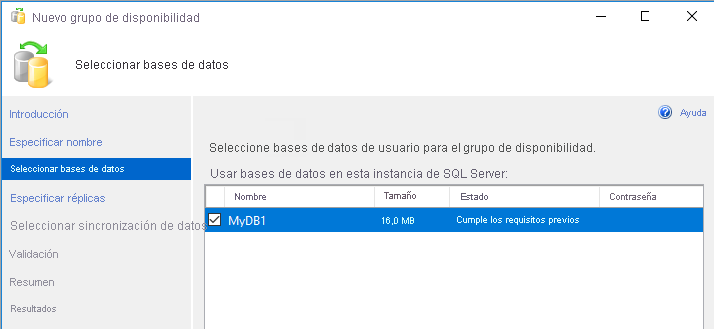 Nuevo grupo de disponibilidad
Seleccionar bases de datos
Introducción
Ayuda
Especificar nombre
Seleccione bases de datos de usuario para el grupo de disponibilidad.
Seleccionar bases de datos
Usar bases de datos en esta instancia de SQL Server:
Especificar réplicas
Nombre Tamaño Estado Contraseña
Seleccionar sincronización de datos
MyDB1 16,0 MB Cumple los requisitos previos
Validación
Resumen
Resultados